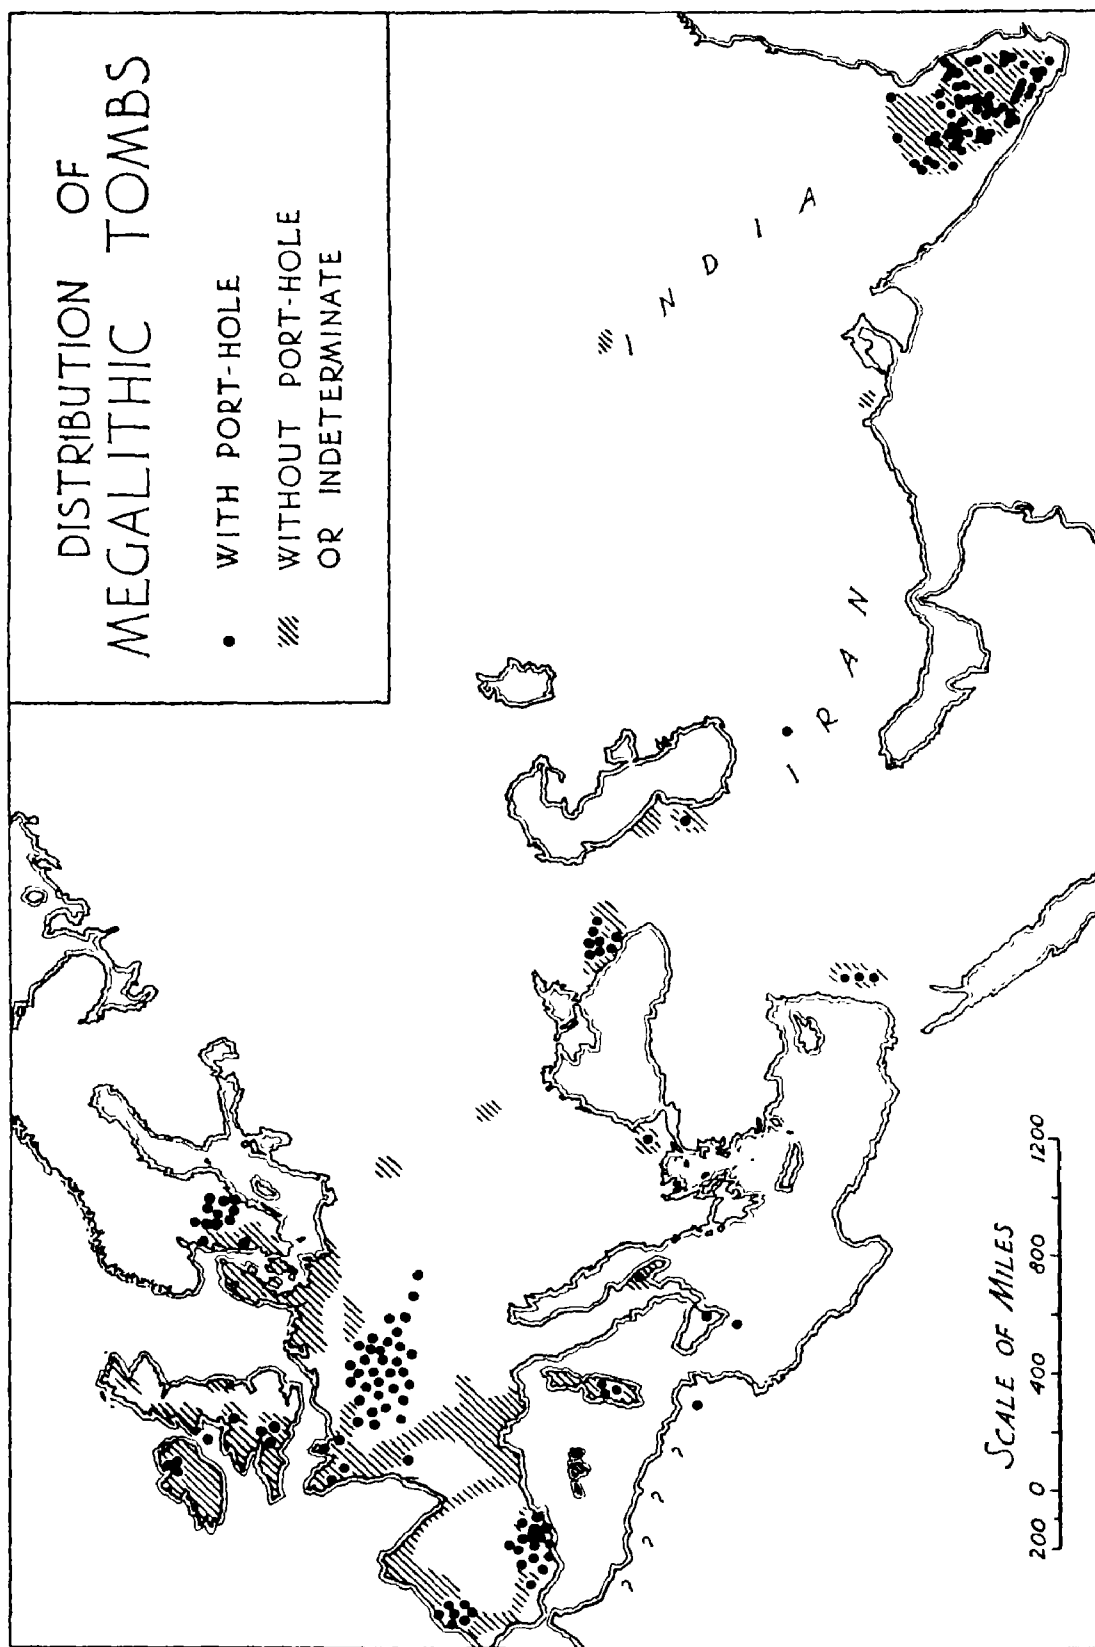 DISTRIBUTION OF
MEGALITHIC TOMBS
WITH PORT-HOLE
WITHOUT PORT-HOLE
OR INDETERMINATE
INDIA
IRAN
? ? ? ?
SCALE OF MILES
200 0 400 800 1200